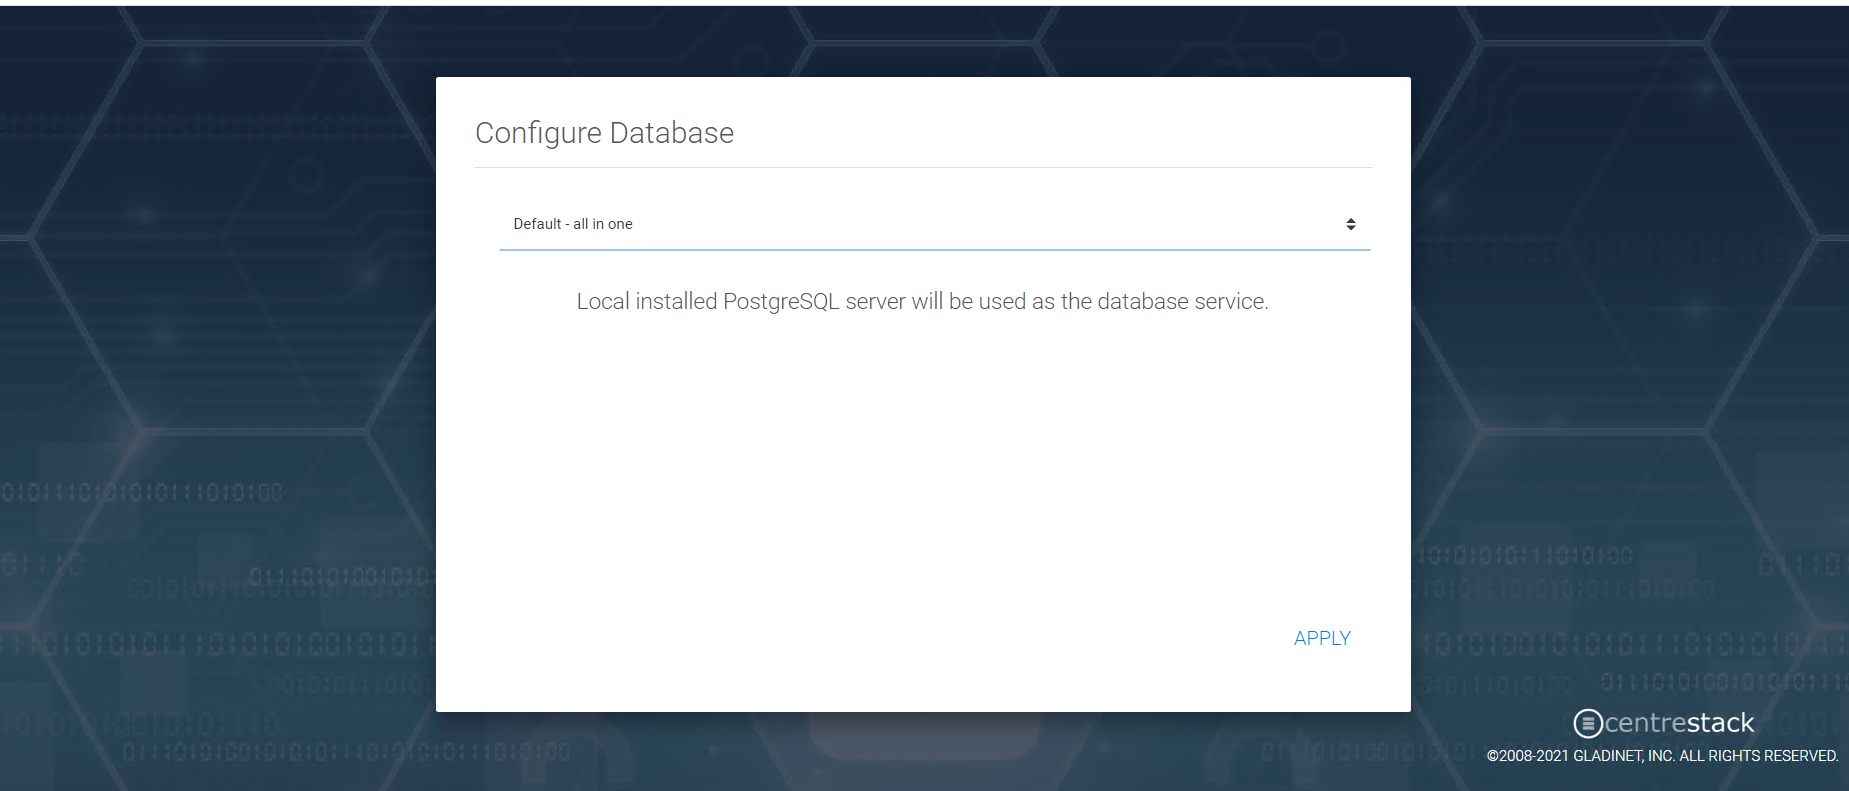 Configure Database
Default - all in one
Local installed PostgreSQL server will be used as the database service.
APPLY
centrestack
©2008-2021 GLADINET, INC. ALL RIGHTS RESERVED.